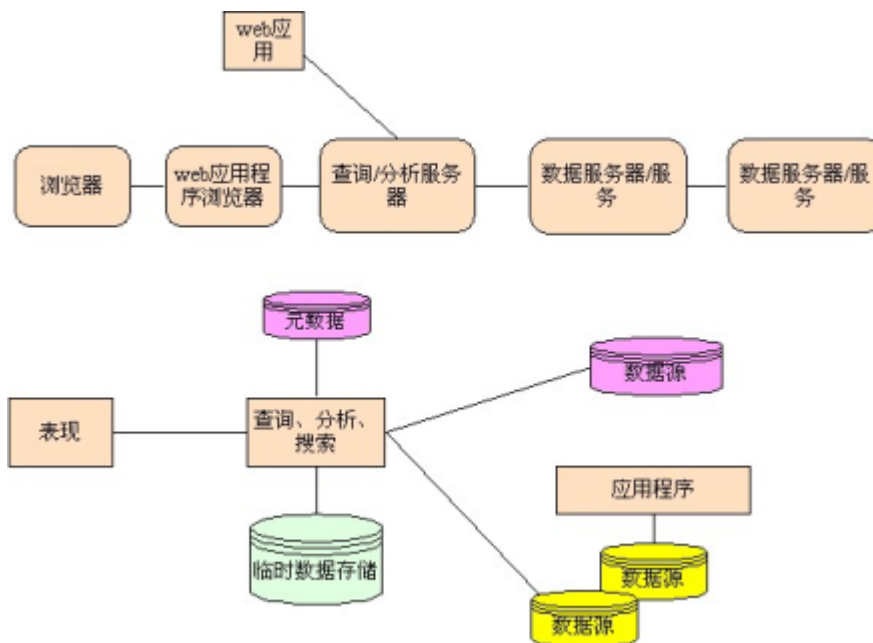 web应
用
浏览器
web应用程
序浏览器
查询/分析服务
器
数据服务器/服
务
数据服务器/服
务
元数据
数据源
表现
查询、分析、
搜索
应用程序
临时数据存储
数据源
数据源